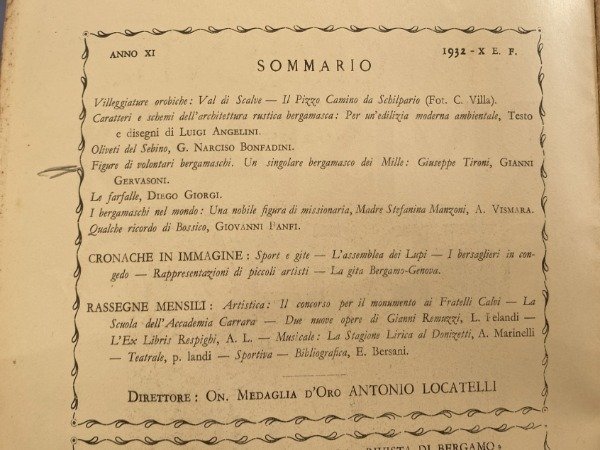 ANNO XI 1932 - X E. F.
SOMMARIO
Villeggiature orobiche : Val di Scalve — Il Pizzo Camino da Schilpario (Fot. C. Villa).
Caratteri e schemi dell'architettura rustica bergamasca : Per un'edilizia moderna ambientale, Testo
e disegni di LUIGI ANGELINI.
Oliveti del Sebino, G. NARCISO BONFADINI.
Figure di volontari bergamaschi. Un singolare bergamasco dei Mille : Giuseppe Tironi, GIANNI
GERVASONI.
Le farfalle, DIEGO GIORGI.
I bergamaschi nel mondo : Una nobile figura di missionaria, Madre Stefanina Manzoni, A. VISMARA.
Qualche ricordo di Bossico, GIOVANNI FANFI.
CRONACHE IN IMMAGINE : Sport e gite — L'assemblea dei Lupi — I bersaglieri in con-
gedo — Rappresentazioni di piccoli artisti — La gita Bergamo-Genova.
RASSEGNE MENSILI : Artistica : Il concorso per il monumento ai Fratelli Calvi — La
Scuola dell'Accademia Carrara — Due nuove opere di Gianni Remuzzi, L. Pelandi —
L'Ex Libris Respighi, A. L. — Musicale : La Stagione Lirica al Donizetti, A. Marinelli
— Teatrale, p. landi — Sportiva — Bibliografica, E. Bersani.
DIRETTORE : ON. MEDAGLIA D'ORO ANTONIO LOCATELLI
RIVISTA DI BERGAMO